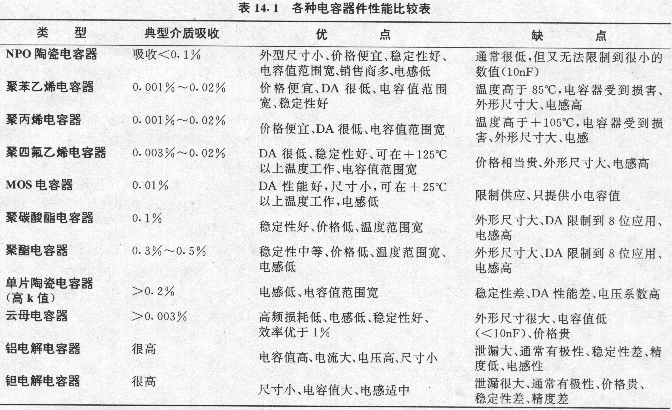 表 14.1 各种电容器件性能比较表
类 型 典型介质吸收 优 点 缺 点
NPO 陶瓷电容器 吸收<0.1% 外型尺寸小、价格便宜、稳定性好、 通常很低,但又无法限制到很小的
电容值范围宽、销售商多、电感低 数值(10nF)
聚苯乙烯电容器 0.001%～0.02% 价格便宜、DA 很低、电容值范围 温度高于 85℃,电容器受到损害、
宽、稳定性好 外形尺寸大、电感高
聚丙烯电容器 0.001%～0.02% 价格便宜、DA 很低、电容值范围宽 温度高于＋105℃,电容器受到损
害、外形尺寸大、电感
聚四氟乙烯电容器 0.003%～0.02% DA 很低、稳定性好、可在＋125℃ 价格相当贵、外形尺寸大、电感高
以上温度工作、电容值范围宽
MOS 电容器 0.01% DA 性能好,尺寸小,可在＋25℃ 限制供应、只提供小电容值
以上温度工作,电感低
聚碳酸酯电容器 0.1% 稳定性好、价格低、温度范围宽 外形尺寸大、DA 限制到 8 位应用、
电感高
聚酯电容器 0.3%～0.5% 稳定性中等、价格低、温度范围宽、 外形尺寸大、DA 限制到 8 位应用、
电感低 电感高
单片陶瓷电容器 >0.2% 电感低、电容值范围宽 稳定性差、DA 性能差、电压系数高
(高 k 值)
云母电容器 >0.003% 高频损耗低、电感低、稳定性好、 外形尺寸很大、电容值低
效率优于 1% (<10nF)、价格贵
铝电解电容器 很高 电容值高、电流大、电压高、尺寸小 泄漏大、通常有极性、稳定性差、精
度低、电感性
钽电解电容器 很高 尺寸小、电容值大、电感适中 泄漏很大、通常有极性、价格贵、
稳定性差、精度差